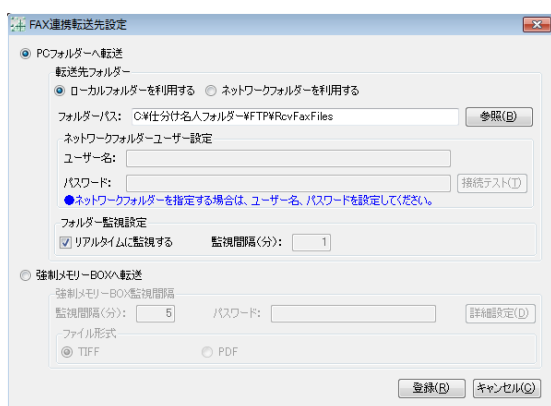 FAX連携転送先設定
PCフォルダーへ転送
転送先フォルダー
ローカルフォルダーを利用する ネットワークフォルダーを利用する
フォルダーパス: C:¥仕分け名人フォルダー¥FTP¥RcvFaxFiles 参照(B)
ネットワークフォルダーユーザー設定
ユーザー名:
パスワード: 接続テスト(T)
●ネットワークフォルダーを指定する場合は、ユーザー名、パスワードを設定してください。
フォルダー監視設定
リアルタイムに監視する 監視間隔(分): 1
強制メモリーBOXへ転送
強制メモリーBOX監視間隔
監視間隔(分): 5 パスワード: 詳細設定(D)
ファイル形式
TIFF PDF
登録(R) キャンセル(C)